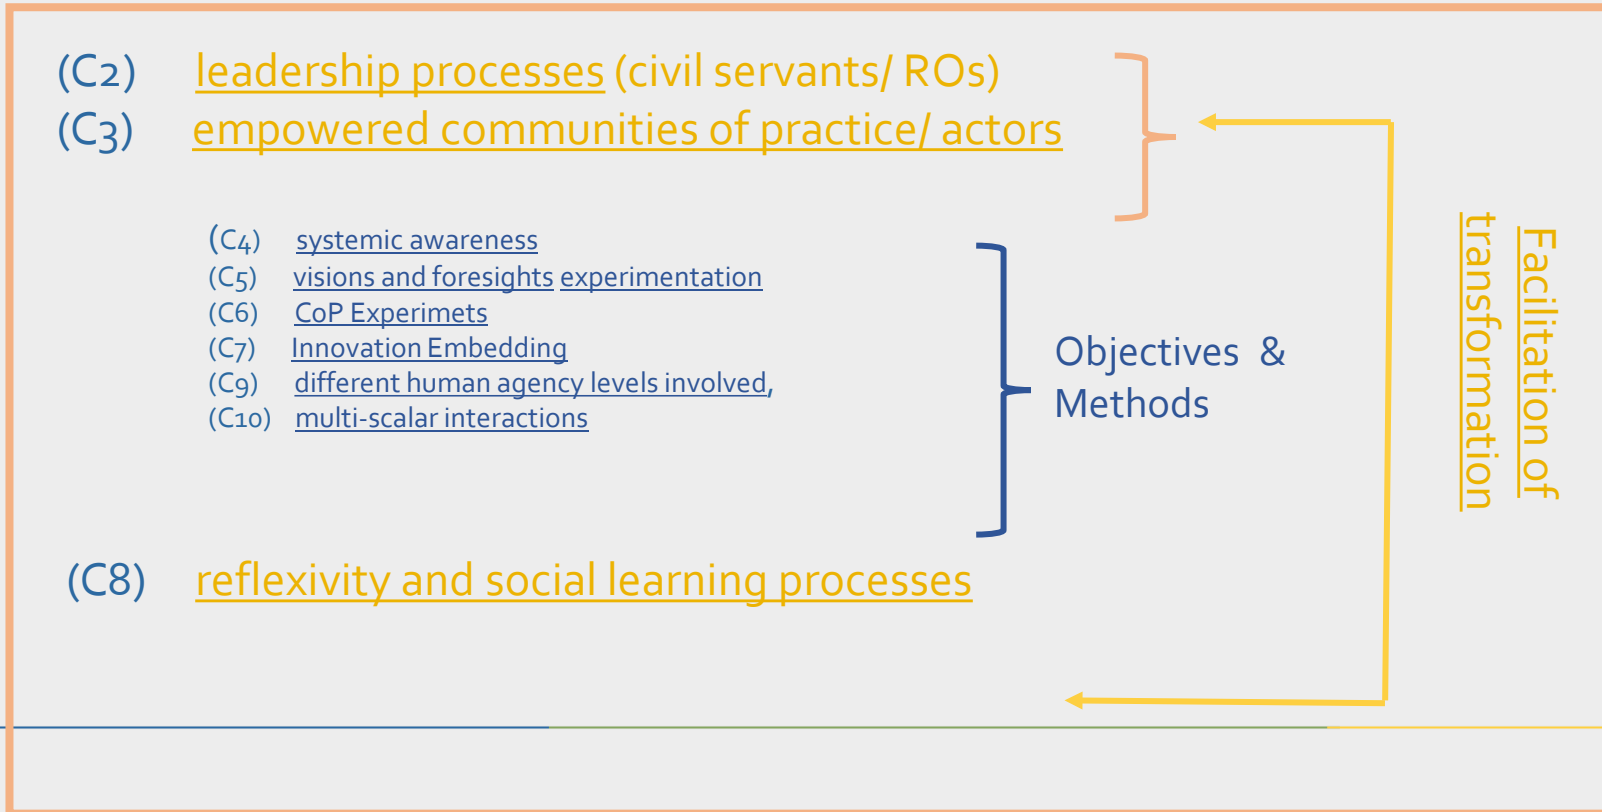 (C2) leadership processes (civil servants/ ROs)
(C3) empowered communities of practice/ actors
(C4) systemic awareness
(C5) visions and foresights experimentation
(C6) CoP Experimets
(C7) Innovation Embedding
(C9) different human agency levels involved,
(C10) multi-scalar interactions
Objectives &
Methods
(C8) reflexivity and social learning processes
Facilitation of
transformation